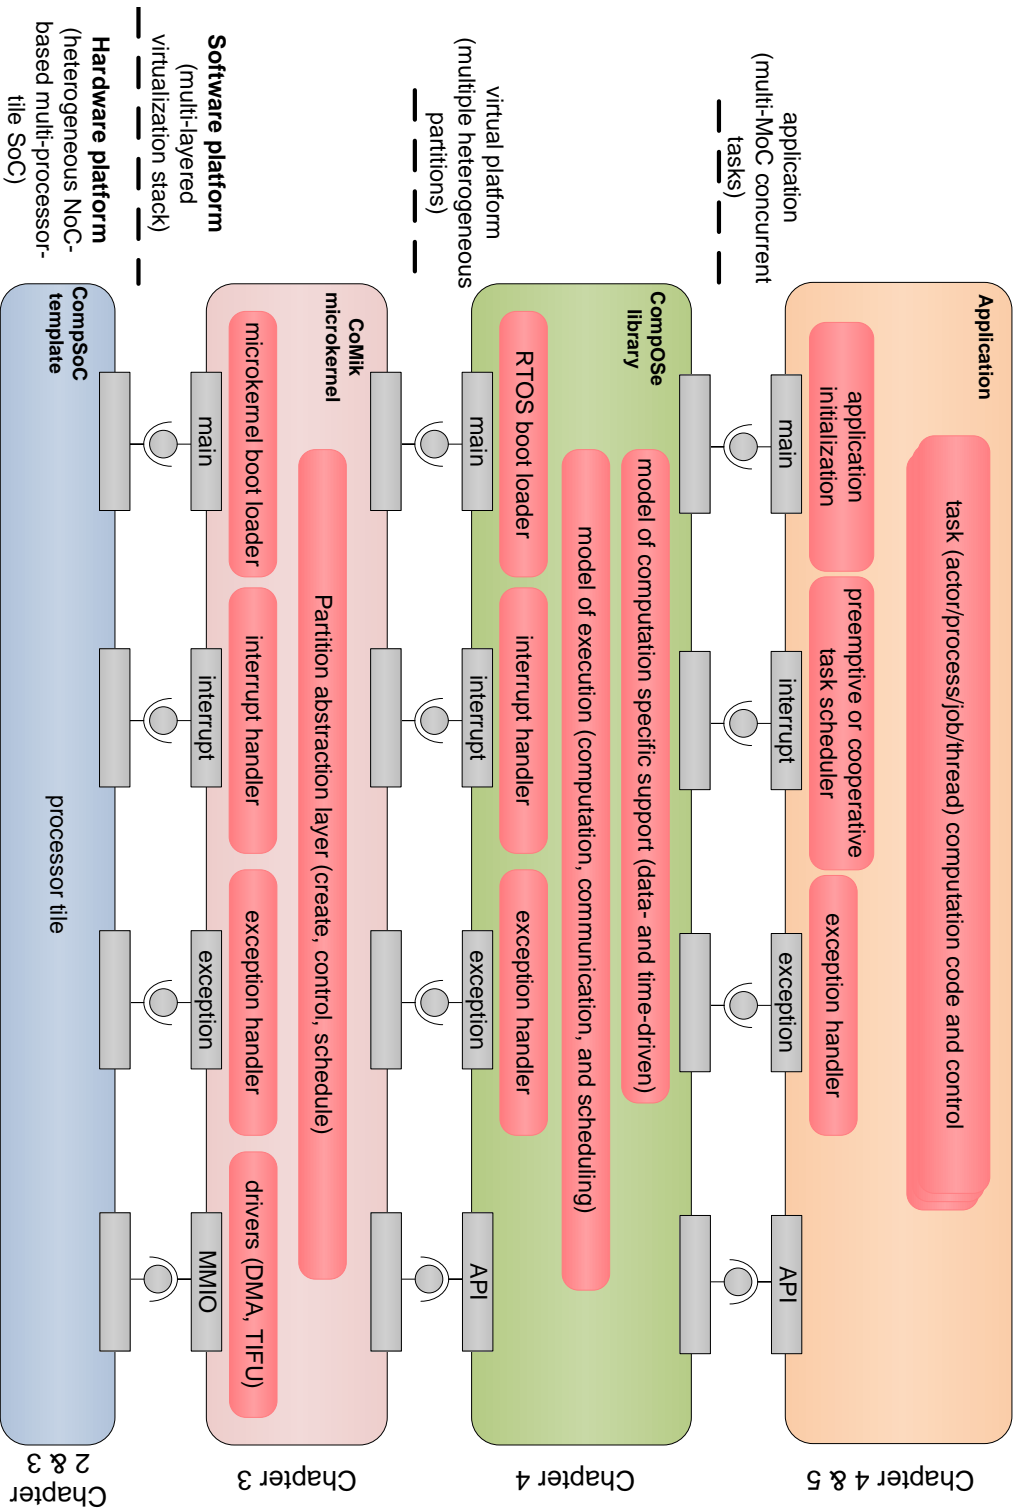 Application
task (actor/process/job/thread) computation code and control
application
initialization
preemptive or cooperative
task scheduler
exception handler
main
interrupt
exception
API
Chapter 4 & 5
application
(multi-MoC concurrent
tasks)
CompOSe
library
model of computation specific support (data- and time-driven)
model of execution (computation, communication, and scheduling)
RTOS boot loader
interrupt handler
exception handler
main
interrupt
exception
API
Chapter 4
virtual platform
(multiple heterogeneous
partitions)
CoMik
microkernel
Partition abstraction layer (create, control, schedule)
microkernel boot loader
interrupt handler
exception handler
drivers (DMA, TIFU)
main
interrupt
exception
MMIO
Chapter 3
Software platform
(multi-layered
virtualization stack)
Hardware platform
(heterogeneous NoC-
based multi-processor-
tile SoC)
CompSoC
template
processor tile
Chapter
2 & 3